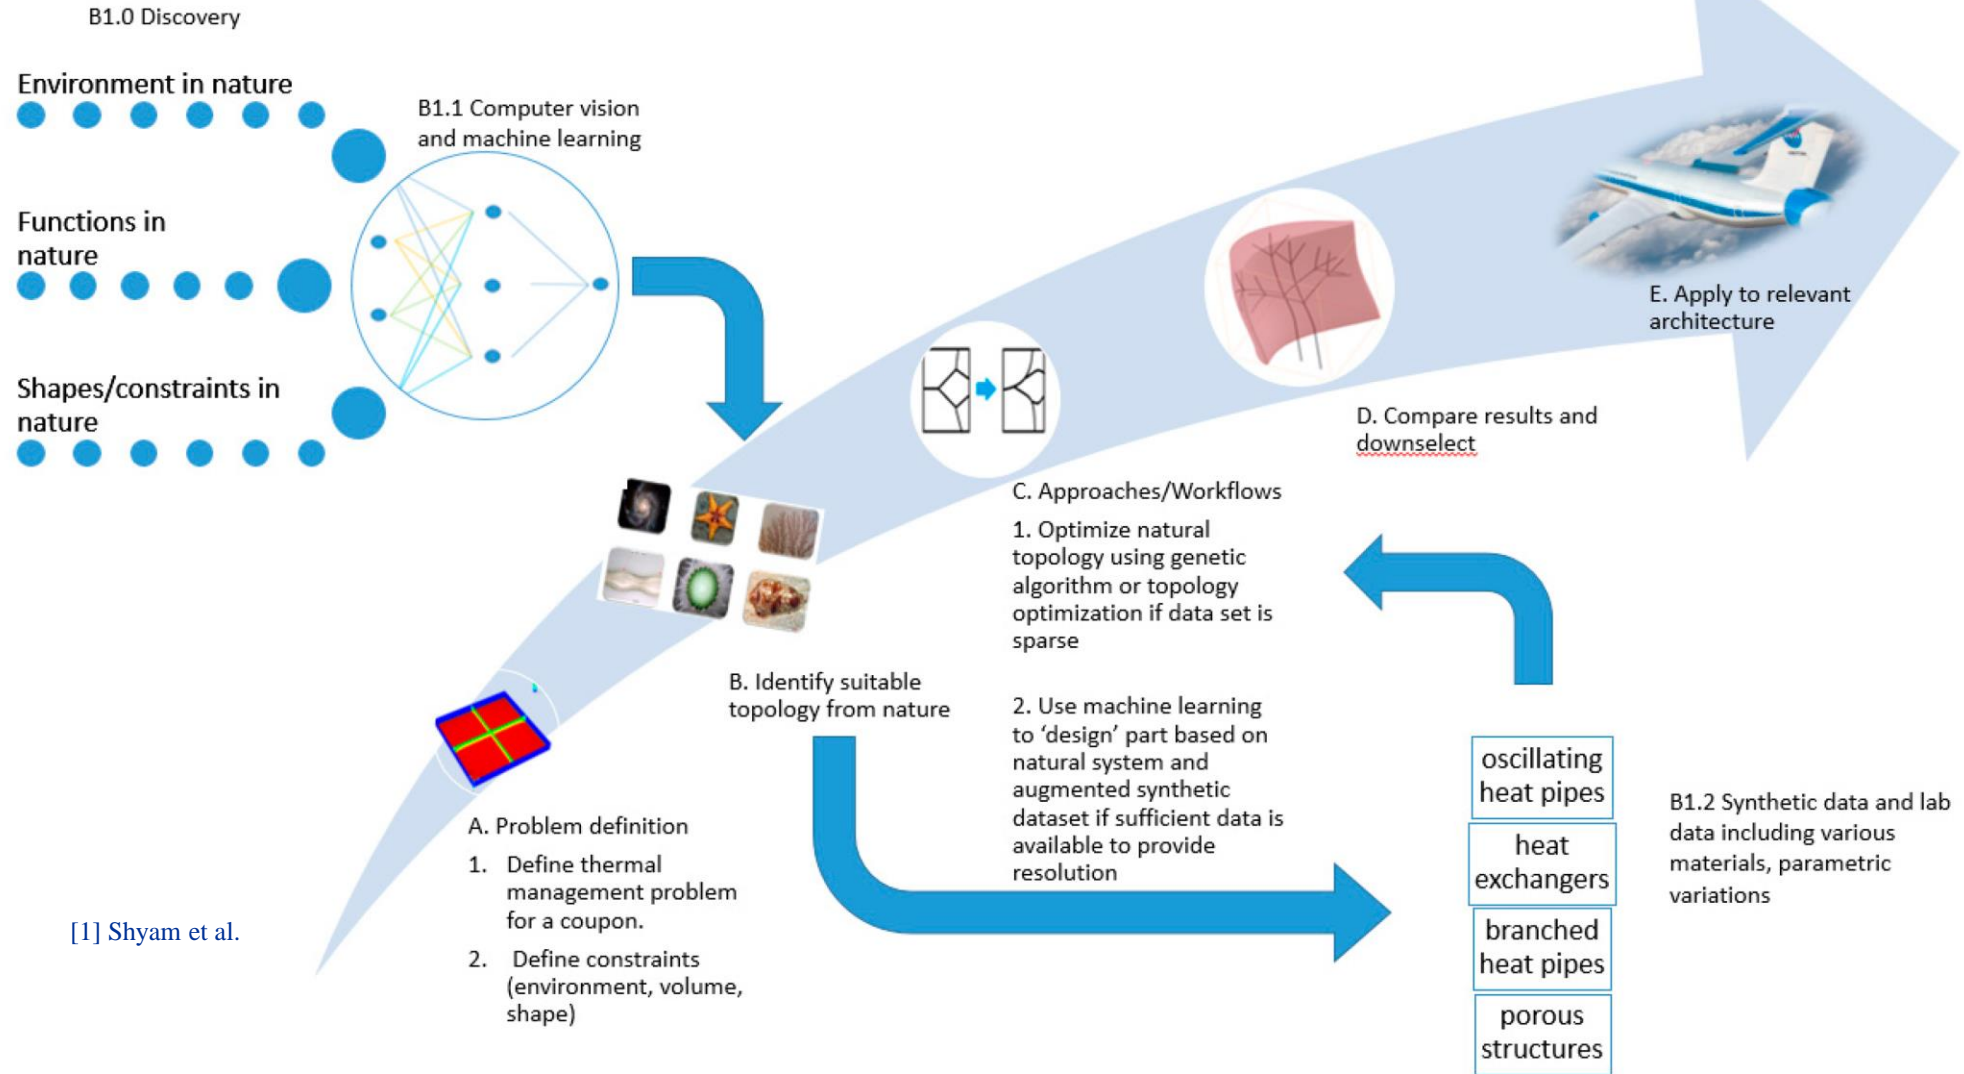 B1.0 Discovery
Environment in nature
B1.1 Computer vision
and machine learning
Functions in
nature
Shapes/constraints in
nature
E. Apply to relevant
architecture
D. Compare results and
downselect
C. Approaches/Workflows
1. Optimize natural
topology using genetic
algorithm or topology
optimization if data set is
sparse
2. Use machine learning
to ‘design’ part based on
natural system and
augmented synthetic
dataset if sufficient data is
available to provide
resolution
B. Identify suitable
topology from nature
A. Problem definition
1. Define thermal
management problem
for a coupon.
2. Define constraints
(environment, volume,
shape)
oscillating
heat pipes
heat
exchangers
branched
heat pipes
porous
structures
B1.2 Synthetic data and lab
data including various
materials, parametric
variations
[1] Shyam et al.